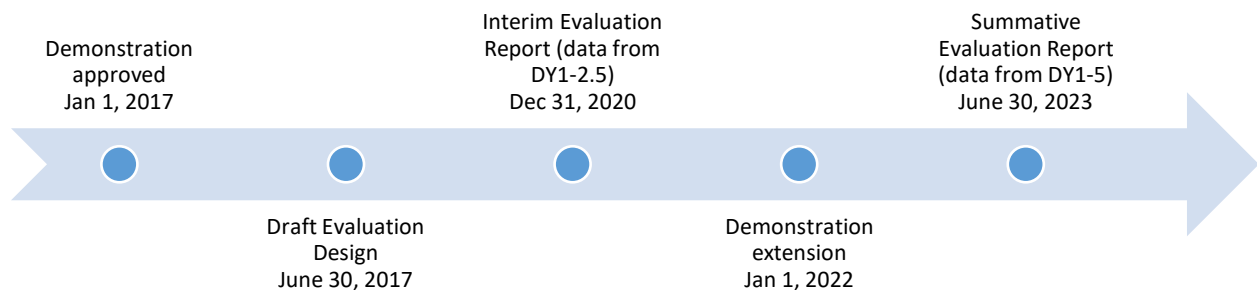 Demonstration
approved
Jan 1, 2017
Draft Evaluation
Design
June 30, 2017
Interim Evaluation
Report (data from
DY1-2.5)
Dec 31, 2020
Demonstration
extension
Jan 1, 2022
Summative
Evaluation Report
(data from DY1-5)
June 30, 2023